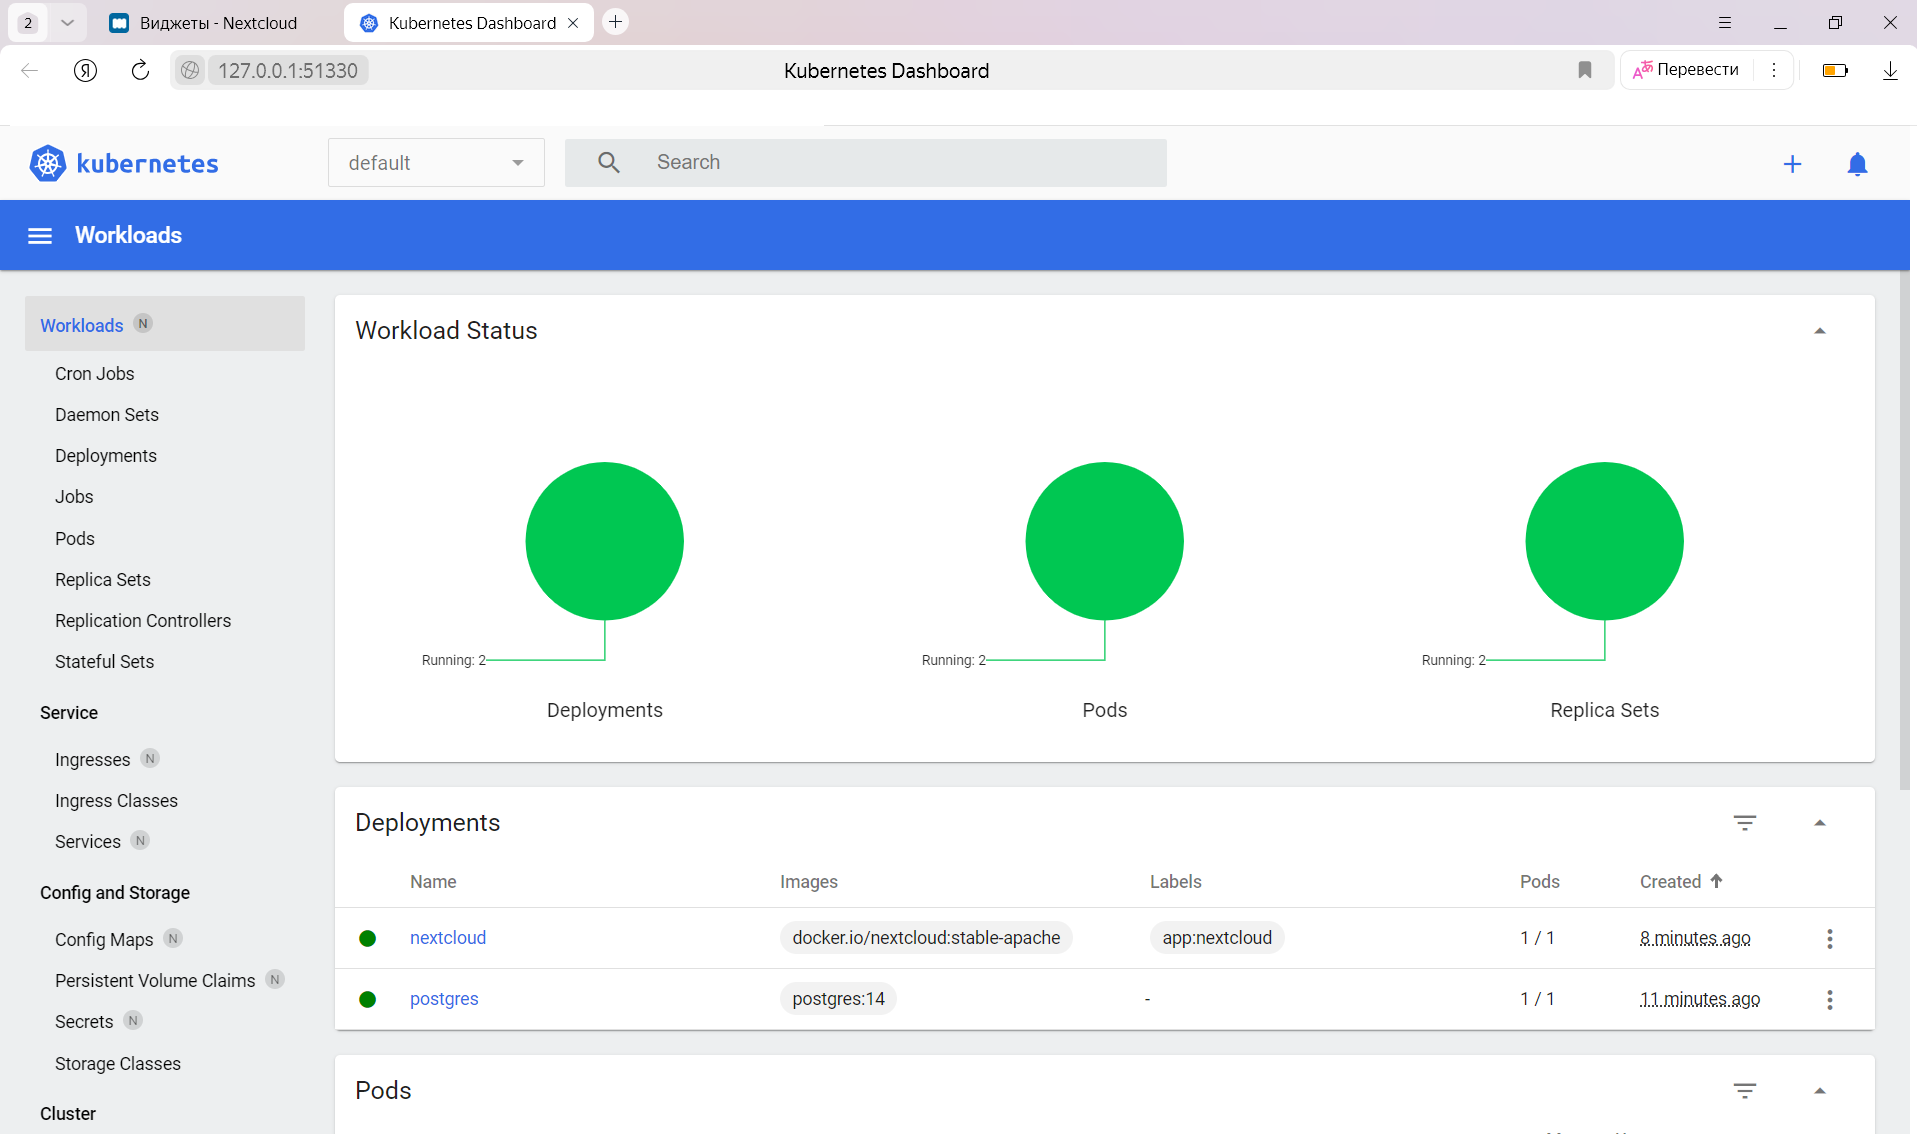 2
Виджеты - Nextcloud
Kubernetes Dashboard
Я
127.0.0.1:51330
Kubernetes Dashboard
Перевести
kubernetes
default
Search
Workloads
Workloads N
Cron Jobs
Daemon Sets
Deployments
Jobs
Pods
Replica Sets
Replication Controllers
Stateful Sets
Service
Ingresses N
Ingress Classes
Services N
Config and Storage
Config Maps N
Persistent Volume Claims N
Secrets N
Storage Classes
Cluster
Workload Status
Running: 2
Deployments
Running: 2
Pods
Running: 2
Replica Sets
Deployments
Name Images Labels Pods Created
nextcloud docker.io/nextcloud:stable-apache app:nextcloud 1 / 1 8 minutes ago
postgres postgres:14 - 1 / 1 11 minutes ago
Pods